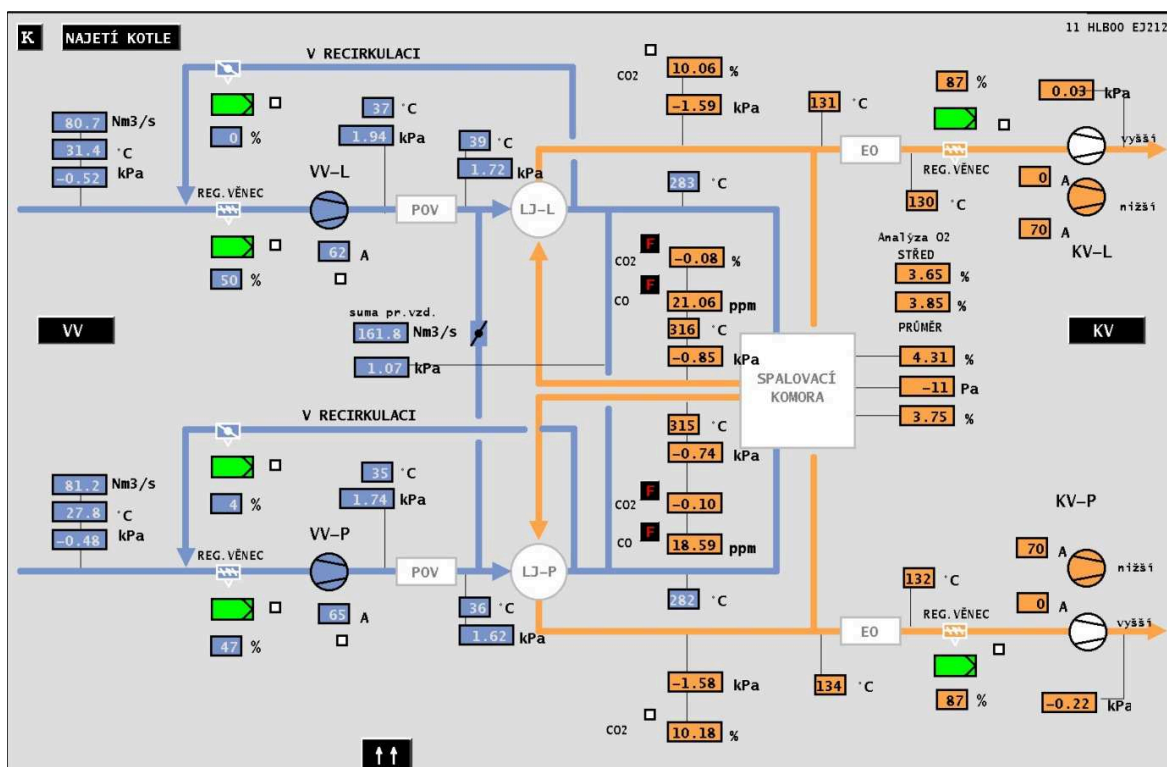 K NAJETÍ KOTLE
11 HLB00 EJ212
V RECIRKULACI
CO2 10.06 %
-1.59 kPa
87 %
0.03 kPa
131 °C
80.7 Nm3/s
31.4 °C
-0.52 kPa
0 %
37 °C
1.94 kPa
39 °C
1.72 kPa
vyšší
EO
REG.VĚNEC
VV-L
REG.VĚNEC
POV
LJ-L
283 °C
130 °C
0 A
nižší
70 A
KV-L
50 %
62 A
F
CO2 -0.08 %
F
CO 21.06 ppm
316 °C
-0.85 kPa
Analýza O2
STŘED
3.65 %
3.85 %
PRŮMĚR
4.31 %
-11 Pa
3.75 %
suma pr.vzd.
161.8 Nm3/s
1.07 kPa
VV
KV
SPALOVACÍ
KOMORA
V RECIRKULACI
315 °C
-0.74 kPa
F
CO2 -0.10 %
F
CO 18.59 ppm
81.2 Nm3/s
27.8 °C
-0.48 kPa
4 %
35 °C
1.74 kPa
VV-P
REG.VĚNEC
POV
LJ-P
KV-P
70 A
nižší
0 A
vyšší
132 °C
REG.VĚNEC
EO
47 %
65 A
36 °C
1.62 kPa
282 °C
-1.58 kPa
134 °C
87 %
-0.22 kPa
CO2 10.18 %